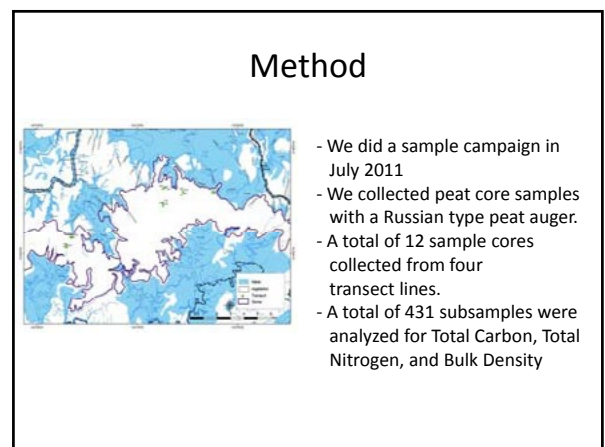 Method
- We did a sample campaign in
July 2011
- We collected peat core samples
with a Russian type peat auger.
- A total of 12 sample cores
collected from four
transect lines.
- A total of 431 subsamples were
analyzed for Total Carbon, Total
Nitrogen, and Bulk Density